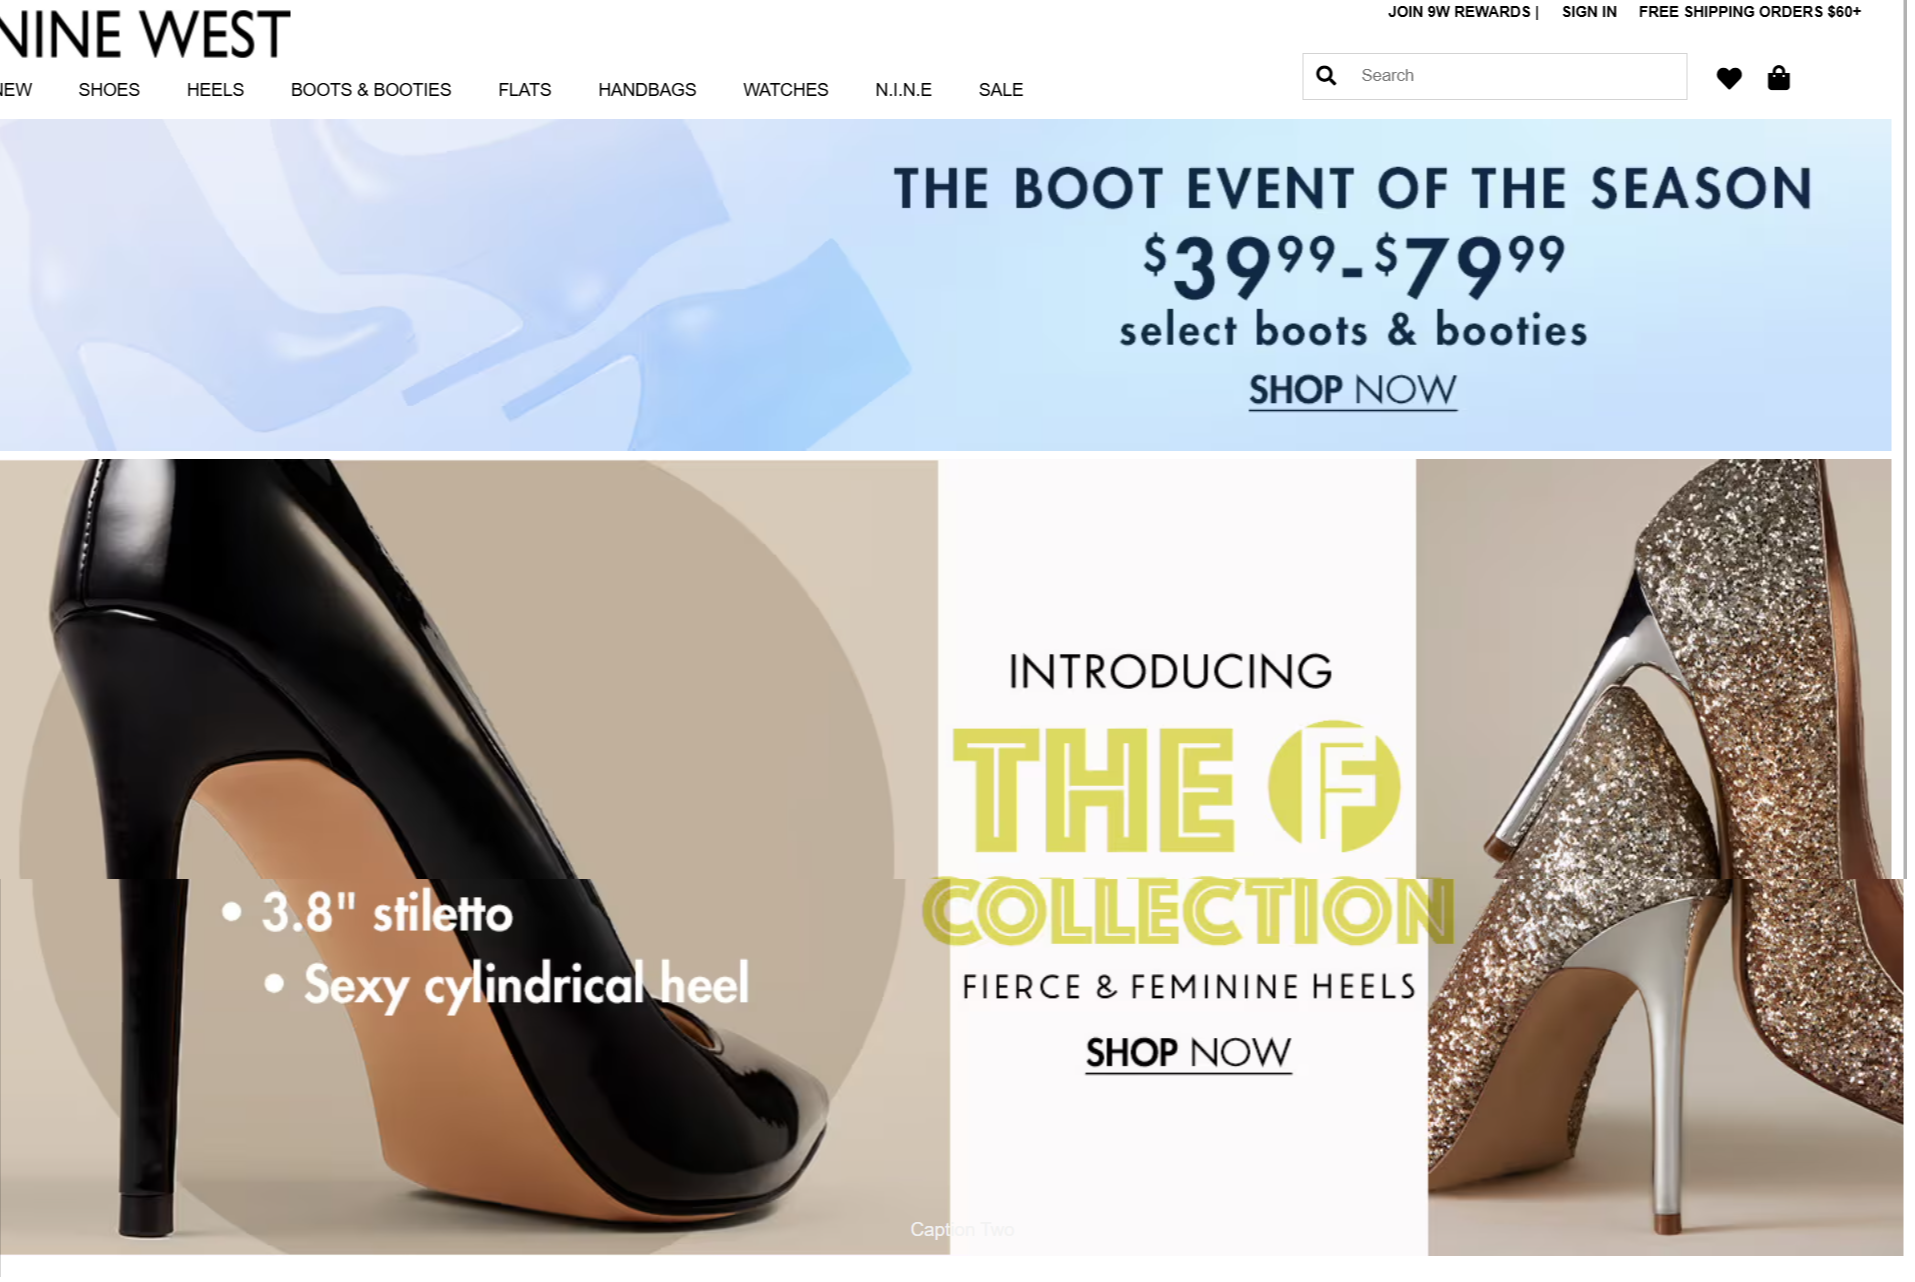 NINE WEST
JOIN 9W REWARDS |
SIGN IN
FREE SHIPPING ORDERS $60+
Search
NEW
SHOES
HEELS
BOOTS & BOOTIES
FLATS
HANDBAGS
WATCHES
N.I.N.E
SALE
THE BOOT EVENT OF THE SEASON
$39.99-$79.99
select boots & booties
SHOP NOW
INTRODUCING
THE F
COLLECTION
FIERCE & FEMININE HEELS
SHOP NOW
• 3.8" stiletto
• Sexy cylindrical heel
Caption Two